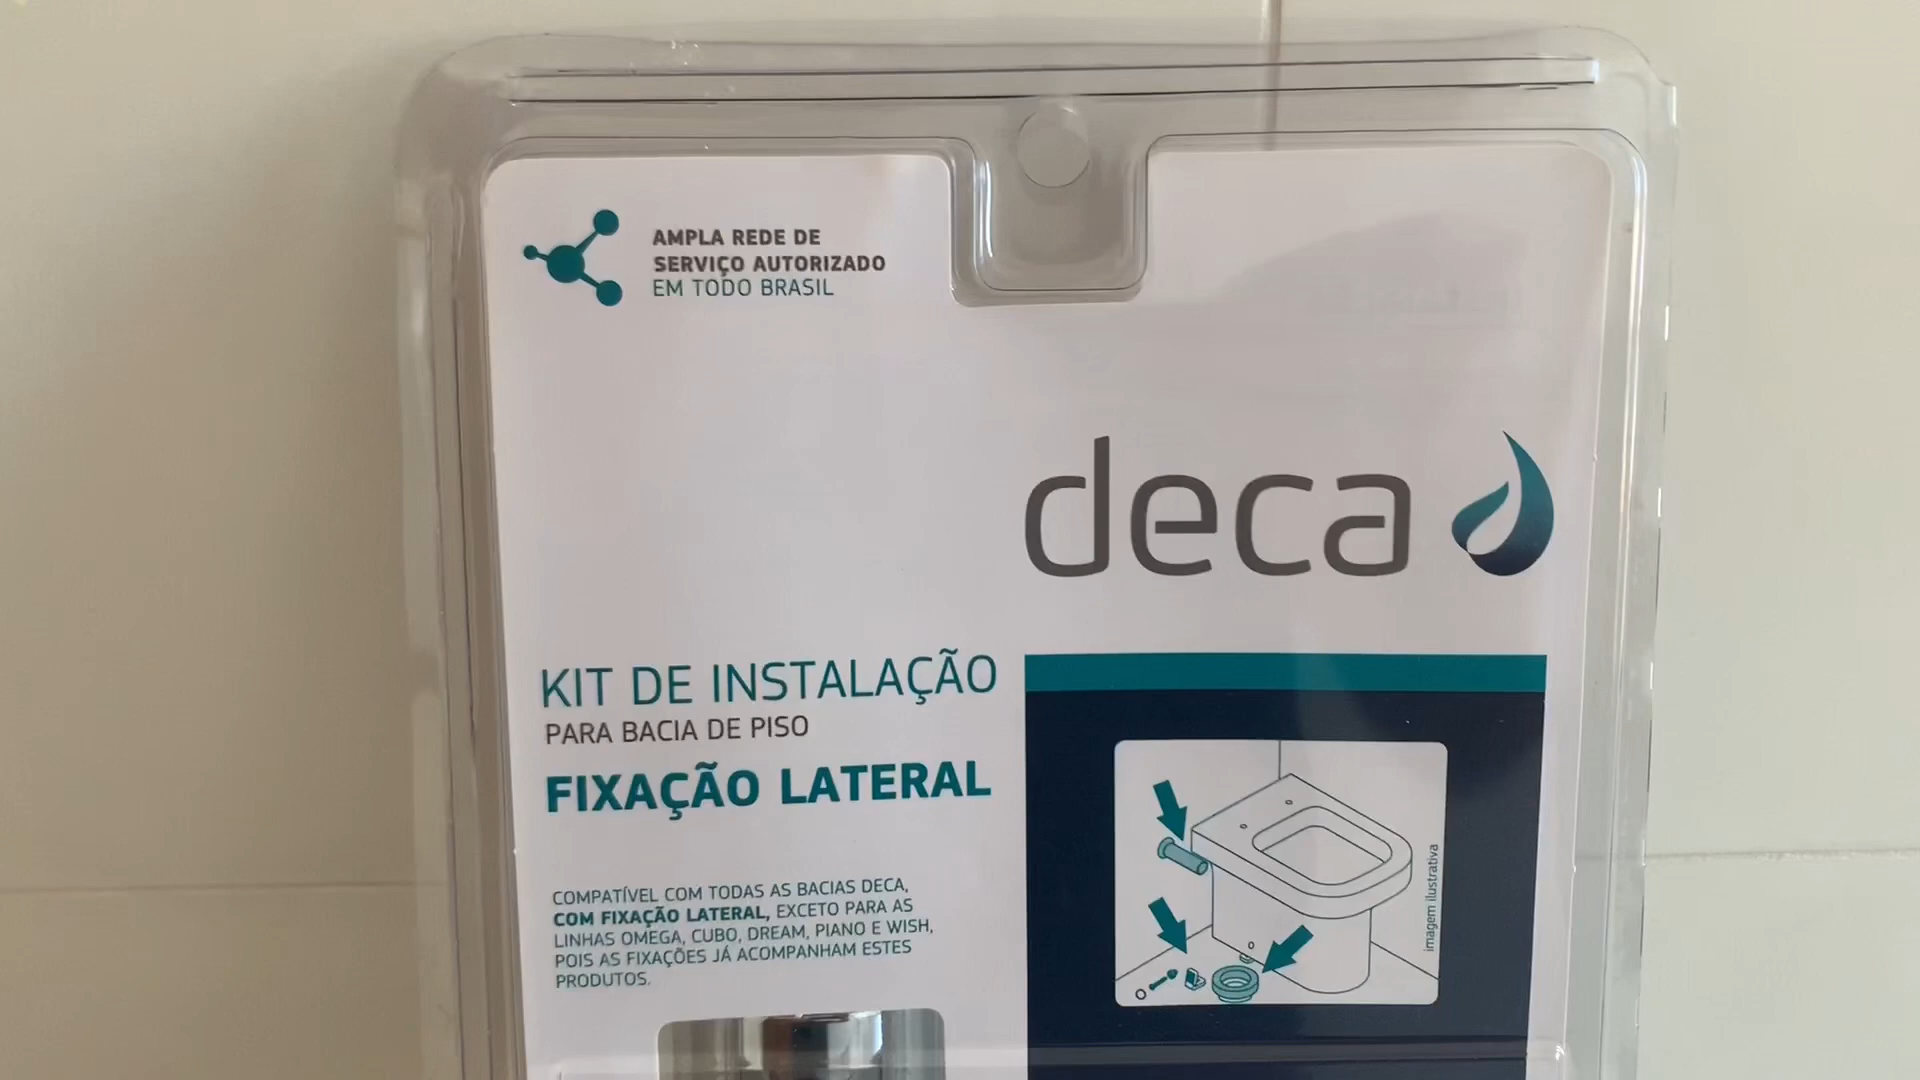 AMPLA REDE DE
SERVIÇO AUTORIZADO
EM TODO BRASIL
deca
KIT DE INSTALAÇÃO
PARA BACIA DE PISO
FIXAÇÃO LATERAL
COMPATÍVEL COM TODAS AS BACIAS DECA,
COM FIXAÇÃO LATERAL, EXCETO PARA AS
LINHAS OMEGA, CUBO, DREAM, PIANO E WISH,
POIS AS FIXAÇÕES JÁ ACOMPANHAM ESTES
PRODUTOS.
imagem ilustrativa